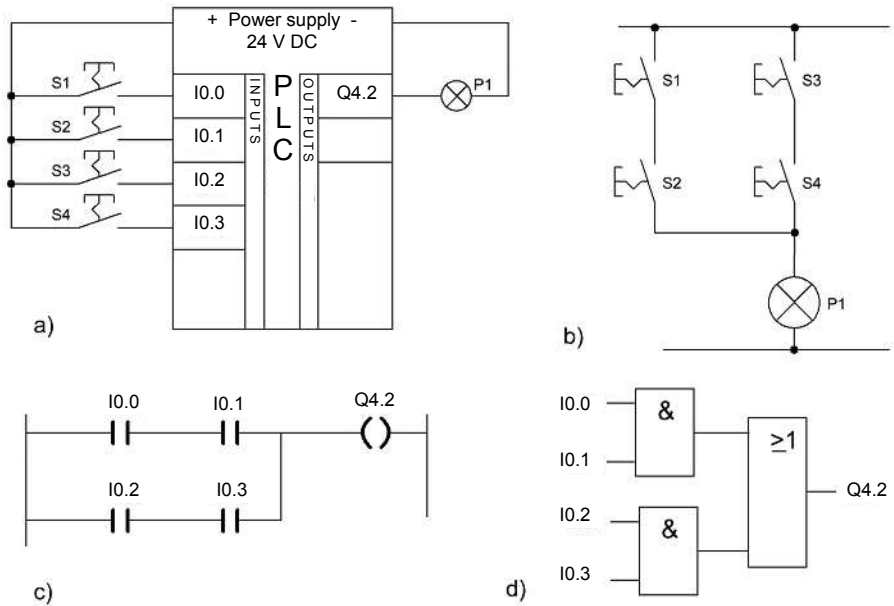 + Power supply -
24 V DC
S1
I0.0
S2
I0.1
S3
I0.2
S4
I0.3
INPUTS
PLC
OUTPUTS
Q4.2
P1
a)
S1
S3
S2
S4
P1
b)
I0.0
I0.1
Q4.2
I0.2
I0.3
c)
I0.0
&
I0.1
≥1
Q4.2
I0.2
&
I0.3
d)